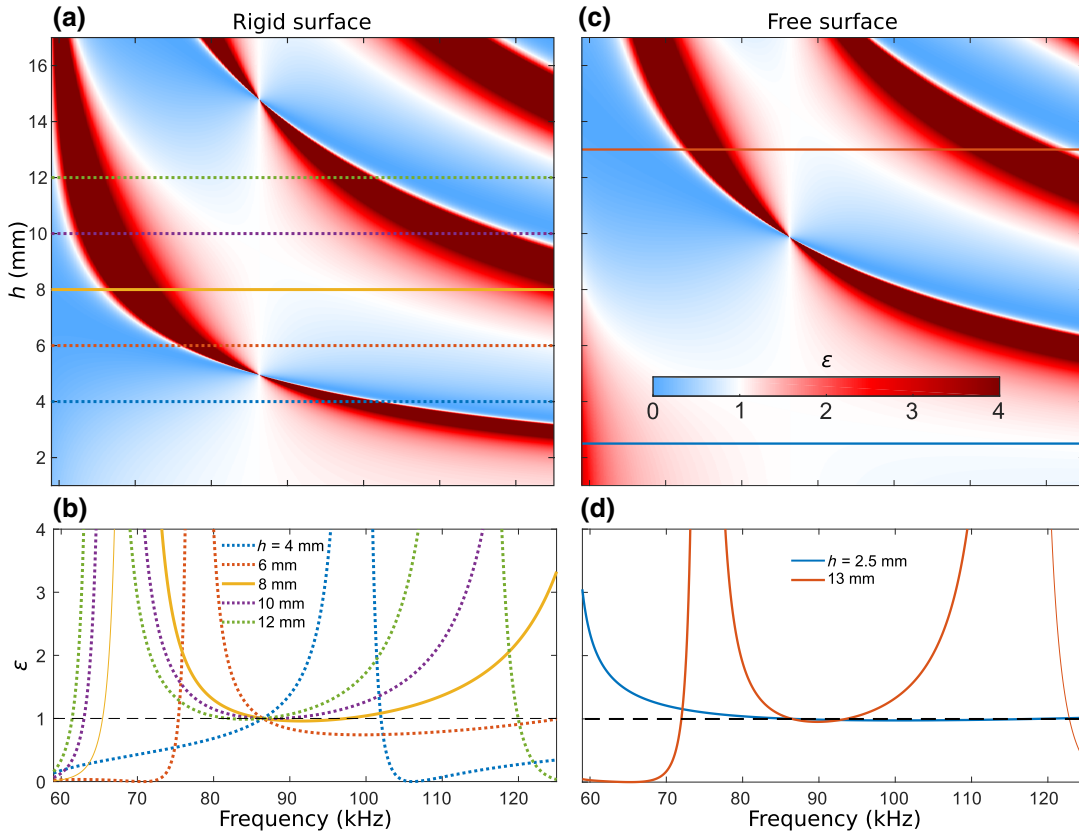 (a)
Rigid surface
16
14
12
10
8
6
4
2
h (mm)
(c)
Free surface
ε
0 1 2 3 4
(b)
4
3
2
1
0
ε
h = 4 mm
6 mm
8 mm
10 mm
12 mm
60 70 80 90 100 110 120
Frequency (kHz)
(d)
h = 2.5 mm
13 mm
60 70 80 90 100 110 120
Frequency (kHz)